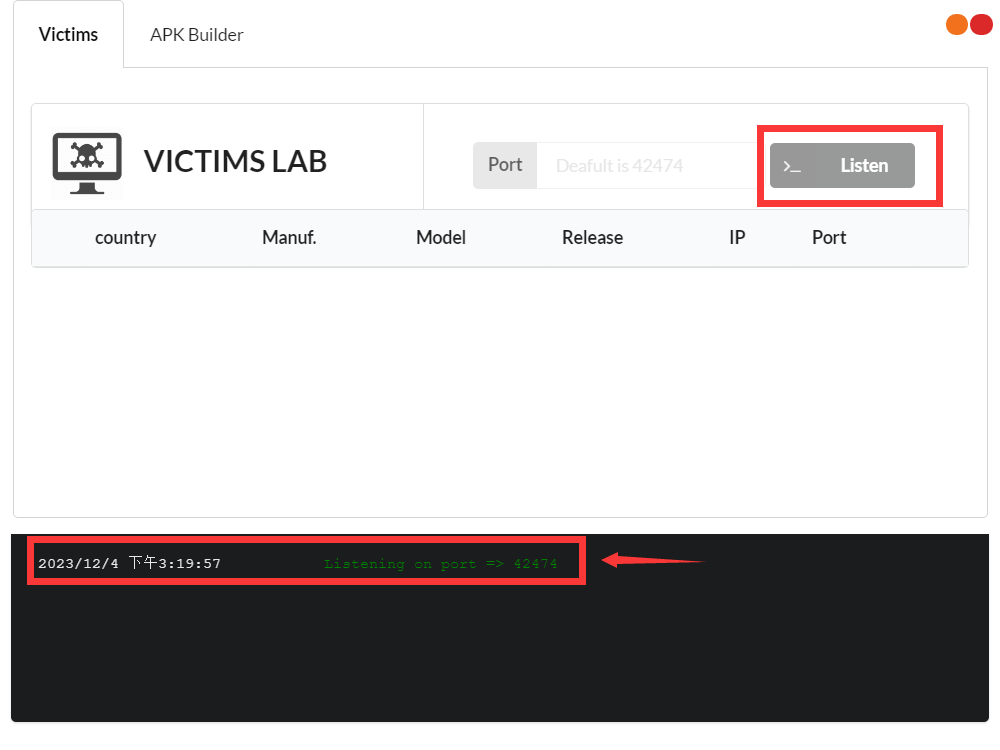 Victims APK Builder
VICTIMS LAB
Port Deafult is 42474 >_ Listen
country Manuf. Model Release IP Port
2023/12/4 下午3:19:57 Listening on port => 42474